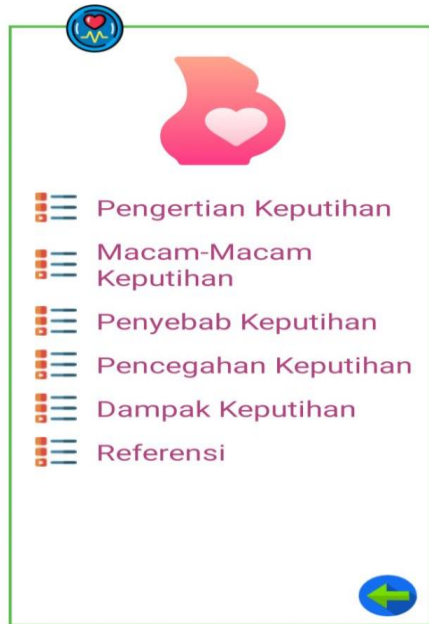 Pengertian Keputihan
Macam-Macam
Keputihan
Penyebab Keputihan
Pencegahan Keputihan
Dampak Keputihan
Referensi